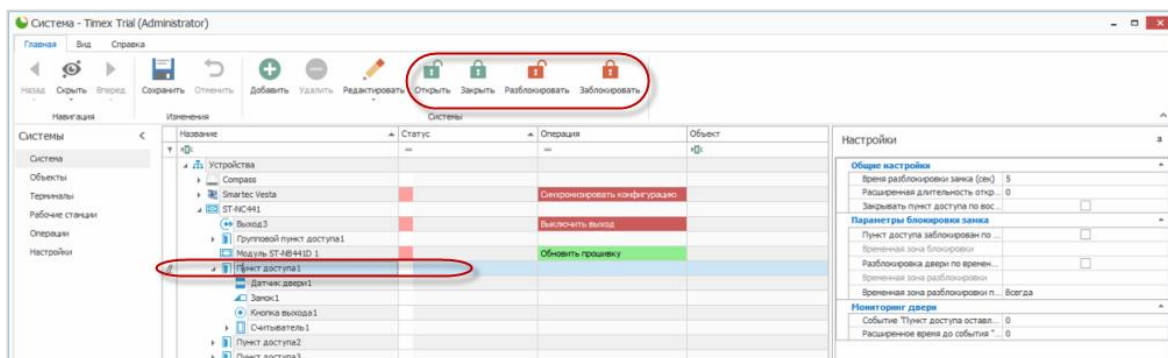 Система - Timex Trial (Administrator)
Главная Вид Справка
Назад Скрыть Вперед Сохранить Отменить Добавить Удалить Редактировать Открыть Закрыть Разблокировать Заблокировать
Навигация Изменения Системы
Системы
Система
Объекты
Терминалы
Рабочие станции
Операции
Настройки
Название Статус Операция Объект
Устройства
Compass
Smartec Vesta Синхронизировать конфигурацию
ST-NC441
Выход3 Выключить выход
Групповой пункт доступа1
Модуль ST-NB441D 1 Обновить прошивку
Пункт доступа1
Датчик двери1
Замок1
Кнопка выхода1
Считыватель1
Пункт доступа2
Пункт доступа3
Настройки
Общие настройки
Время разблокировки замка (сек) 5
Расширенная длительность откр... 0
Закрывать пункт доступа по вос...
Параметры блокировки замка
Пункт доступа заблокирован по ...
Временная зона блокировки
Разблокировка двери по времен...
Временная зона разблокировки
Временная зона разблокировки п... Всегда
Мониторинг двери
Событие "Пункт доступа оставл... 0
Расширенное время до события "... 0